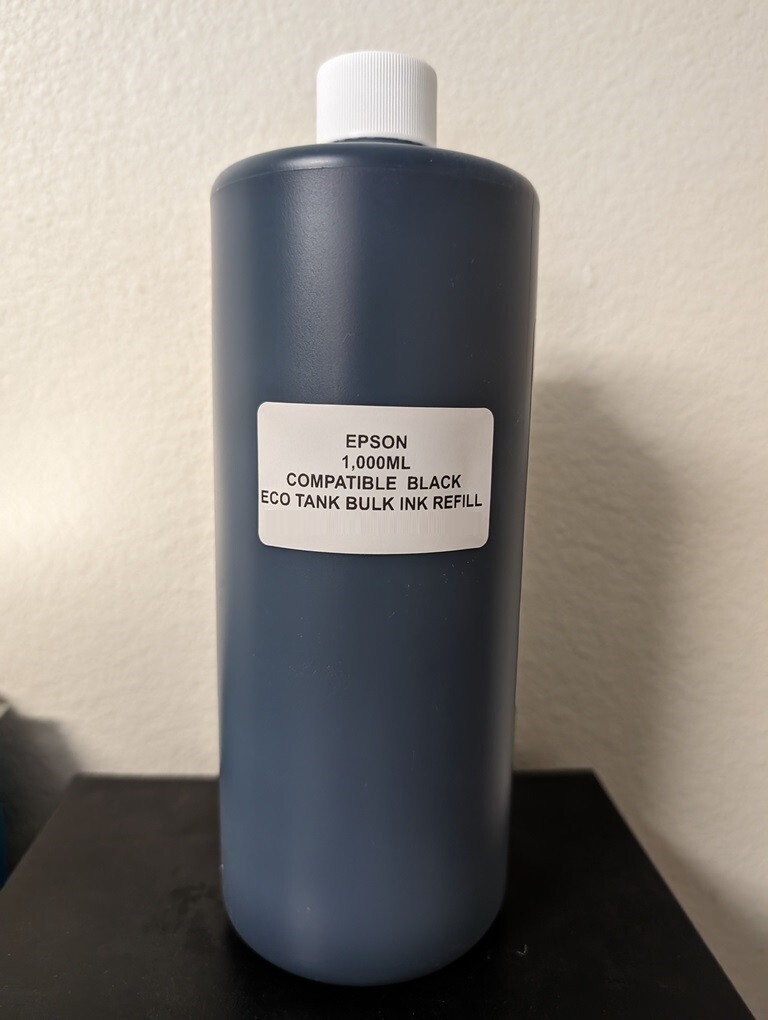 EPSON
1,000ML
COMPATIBLE BLACK
ECO TANK BULK INK REFILL